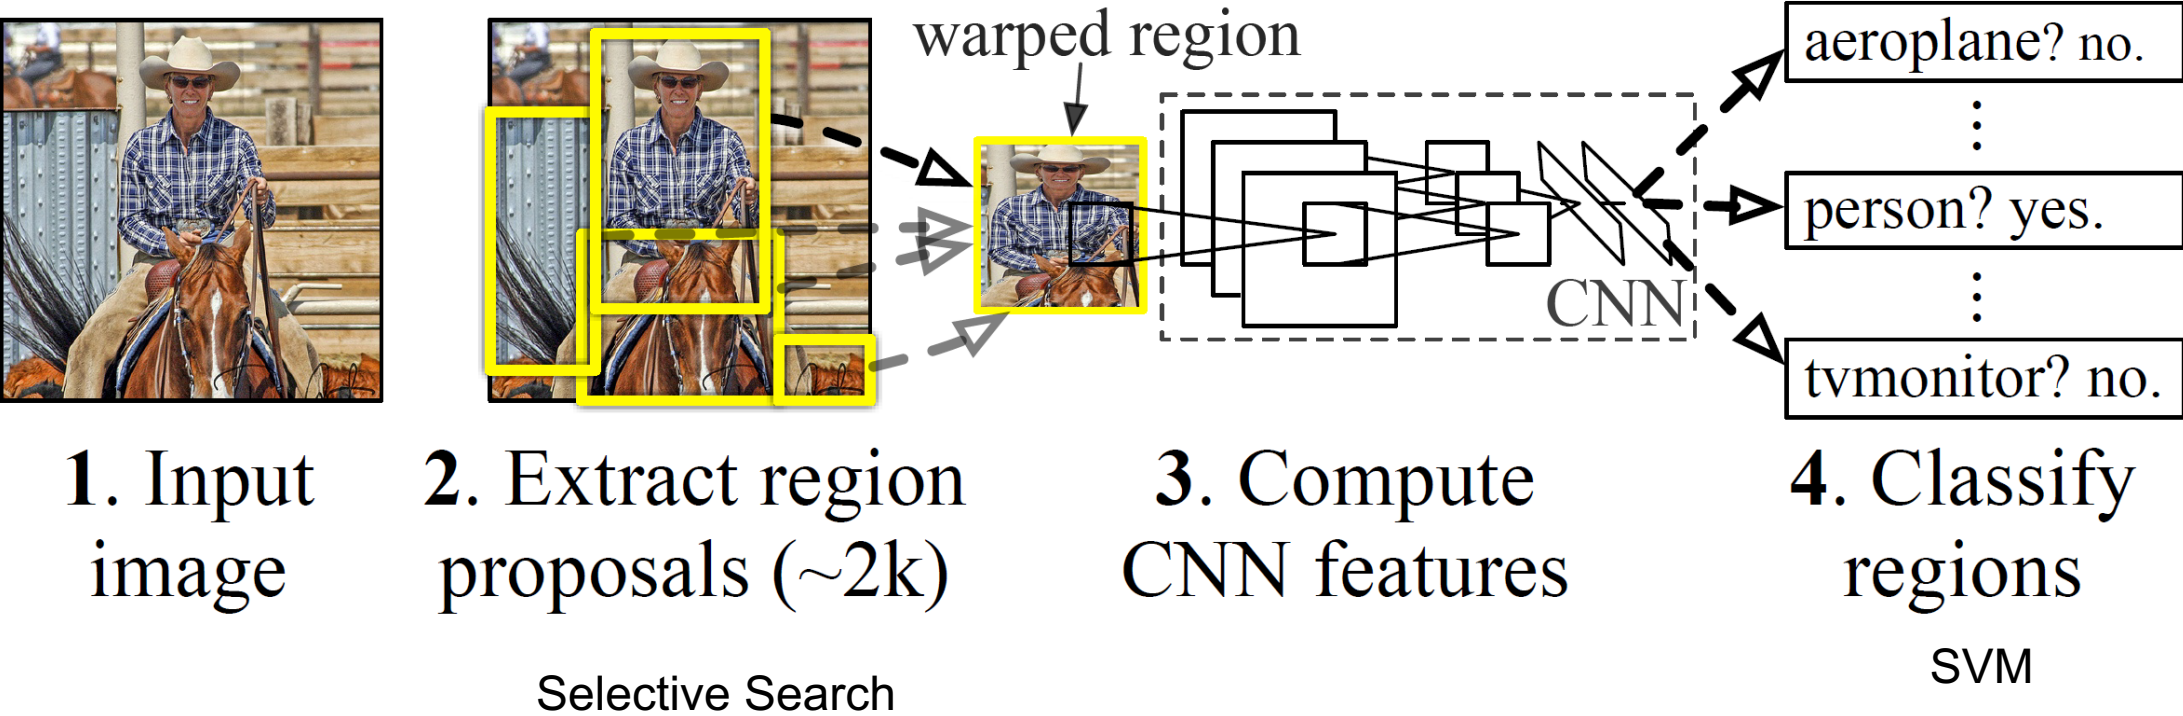 warped region
aeroplane? no.
person? yes.
tvmonitor? no.
CNN
1. Input
image
2. Extract region
proposals (~2k)
3. Compute
CNN features
4. Classify
regions
Selective Search
SVM